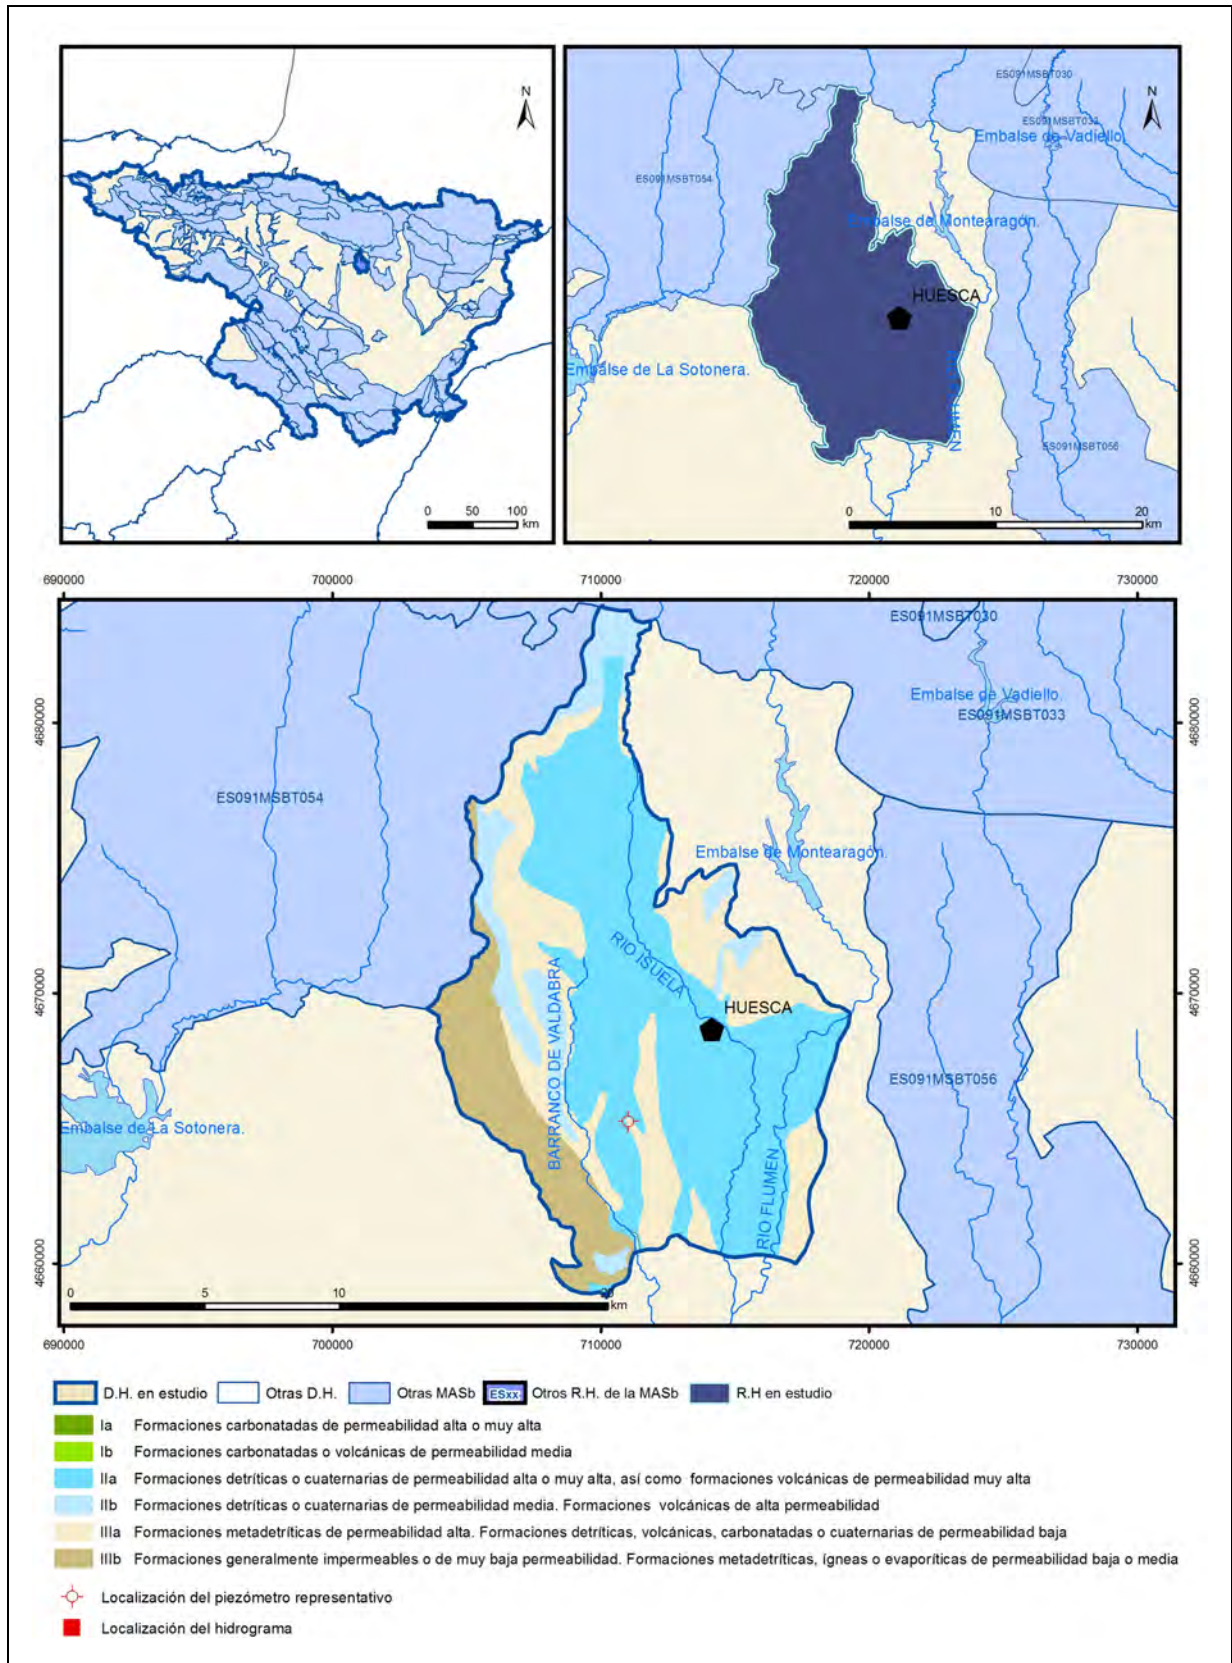 N
0 50 100
km
N
ES091MSBT030
ES091MSBT033
Embalse de Vadiello.
ES091MSBT054
Embalse de Montearagón.
HUESCA
Embalse de La Sotonera.
ES091MSBT056
0 10 20
km
690000 700000 710000 720000 730000
ES091MSBT030
Embalse de Vadiello.
ES091MSBT033
4680000 4680000
ES091MSBT054
Embalse de Montearagón.
RIO ISUELA
4670000 4670000
HUESCA
BARRANCO DE VALDABRA
ES091MSBT056
Embalse de La Sotonera.
RIO FLUMEN
4660000 4660000
0 5 10 20
km
690000 700000 710000 720000 730000
D.H. en estudio Otras D.H. Otras MASb ESxx Otros R.H. de la MASb R.H en estudio
Ia Formaciones carbonatadas de permeabilidad alta o muy alta
Ib Formaciones carbonatadas o volcánicas de permeabilidad media
IIa Formaciones detríticas o cuaternarias de permeabilidad alta o muy alta, así como formaciones volcánicas de permeabilidad muy alta
IIb Formaciones detríticas o cuaternarias de permeabilidad media. Formaciones volcánicas de alta permeabilidad
IIIa Formaciones metadetríticas de permeabilidad alta. Formaciones detríticas, volcánicas, carbonatadas o cuaternarias de permeabilidad baja
IIIb Formaciones generalmente impermeables o de muy baja permeabilidad. Formaciones metadetríticas, ígneas o evaporíticas de permeabilidad baja o media
Localización del piezómetro representativo
Localización del hidrograma